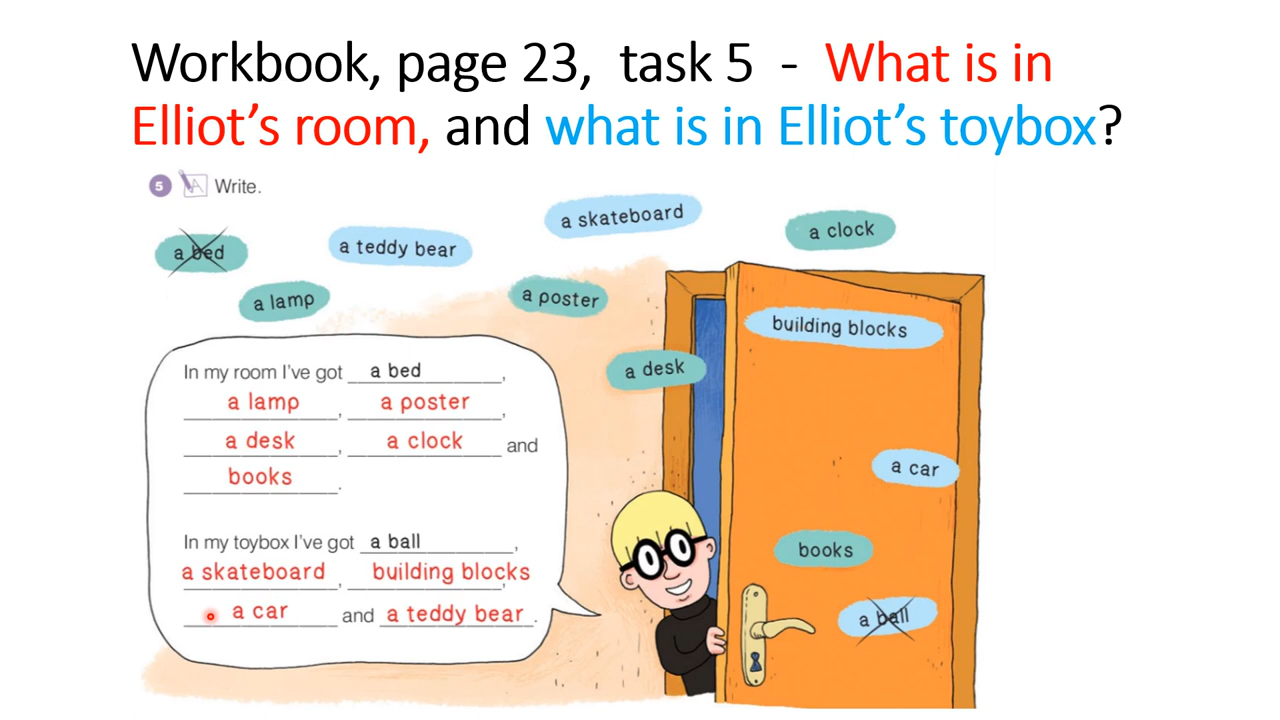 Workbook, page 23, task 5 - What is in
Elliot's room, and what is in Elliot's toybox?
5 A Write.
a skateboard
a clock
a bed
a teddy bear
a lamp
a poster
building blocks
a desk
In my room I've got a bed,
a lamp, a poster,
a desk, a clock and
books.
a car
In my toybox I've got a ball,
a skateboard, building blocks,
a car and a teddy bear.
books
a ball